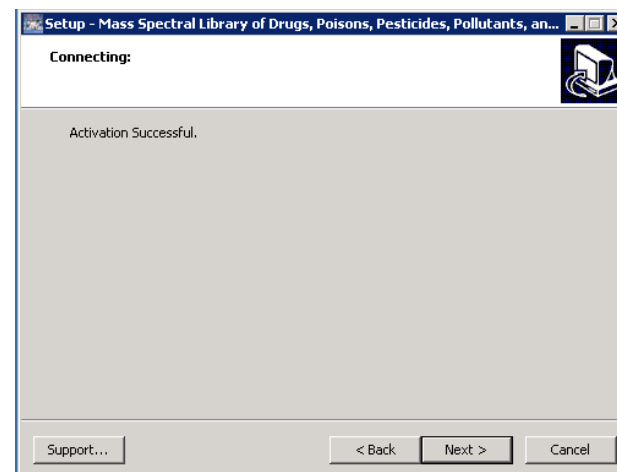 Setup - Mass Spectral Library of Drugs, Poisons, Pesticides, Pollutants, an...
Connecting:
Activation Successful.
Support...
< Back
Next >
Cancel